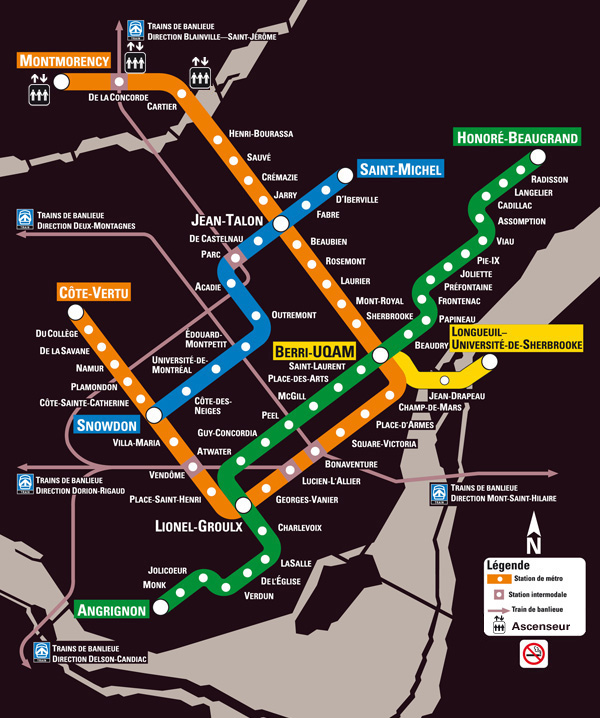 TRAINS DE BANLIEUE
DIRECTION BLAINVILLE—SAINT-JÉRÔME
TRAIN
MONTMORENCY
DE LA CONCORDE
CARTIER
HENRI-BOURASSA
SAUVÉ
CRÉMAZIE
JARRY
HONORÉ-BEAUGRAND
RADISSON
LANGELIER
CADILLAC
ASSOMPTION
VIAU
PIE-IX
JOLIETTE
PRÉFONTAINE
FRONTENAC
PAPINEAU
BEAUDRY
SAINT-MICHEL
D'IBERVILLE
FABRE
JEAN-TALON
DE CASTELNAU
PARC
ACADIE
OUTREMONT
ÉDOUARD-
MONTPETIT
UNIVERSITÉ-DE-
MONTRÉAL
CÔTE-DES-
NEIGES
SNOWDON
BEAUBIEN
ROSEMONT
LAURIER
MONT-ROYAL
SHERBROOKE
TRAINS DE BANLIEUE
DIRECTION DEUX-MONTAGNES
TRAIN
CÔTE-VERTU
DU COLLÈGE
DE LA SAVANE
NAMUR
PLAMONDON
CÔTE-SAINTE-CATHERINE
VILLA-MARIA
VENDÔME
PLACE-SAINT-HENRI
LIONEL-GROULX
BERRI-UQAM
LONGUEUIL–
UNIVERSITÉ-DE-SHERBROOKE
JEAN-DRAPEAU
CHAMP-DE-MARS
PLACE-D'ARMES
SQUARE-VICTORIA
BONAVENTURE
LUCIEN-L'ALLIER
GEORGES-VANIER
SAINT-LAURENT
PLACE-DES-ARTS
MCGILL
PEEL
GUY-CONCORDIA
ATWATER
CHARLEVOIX
LASALLE
DE L'ÉGLISE
VERDUN
JOLICOEUR
MONK
ANGRIGNON
TRAINS DE BANLIEUE
DIRECTION DORION-RIGAUD
TRAIN
TRAINS DE BANLIEUE
DIRECTION MONT-SAINT-HILAIRE
TRAIN
TRAINS DE BANLIEUE
DIRECTION DELSON-CANDIAC
TRAIN
N
Légende
Station de métro
Station intermodale
Train de banlieue
Ascenseur